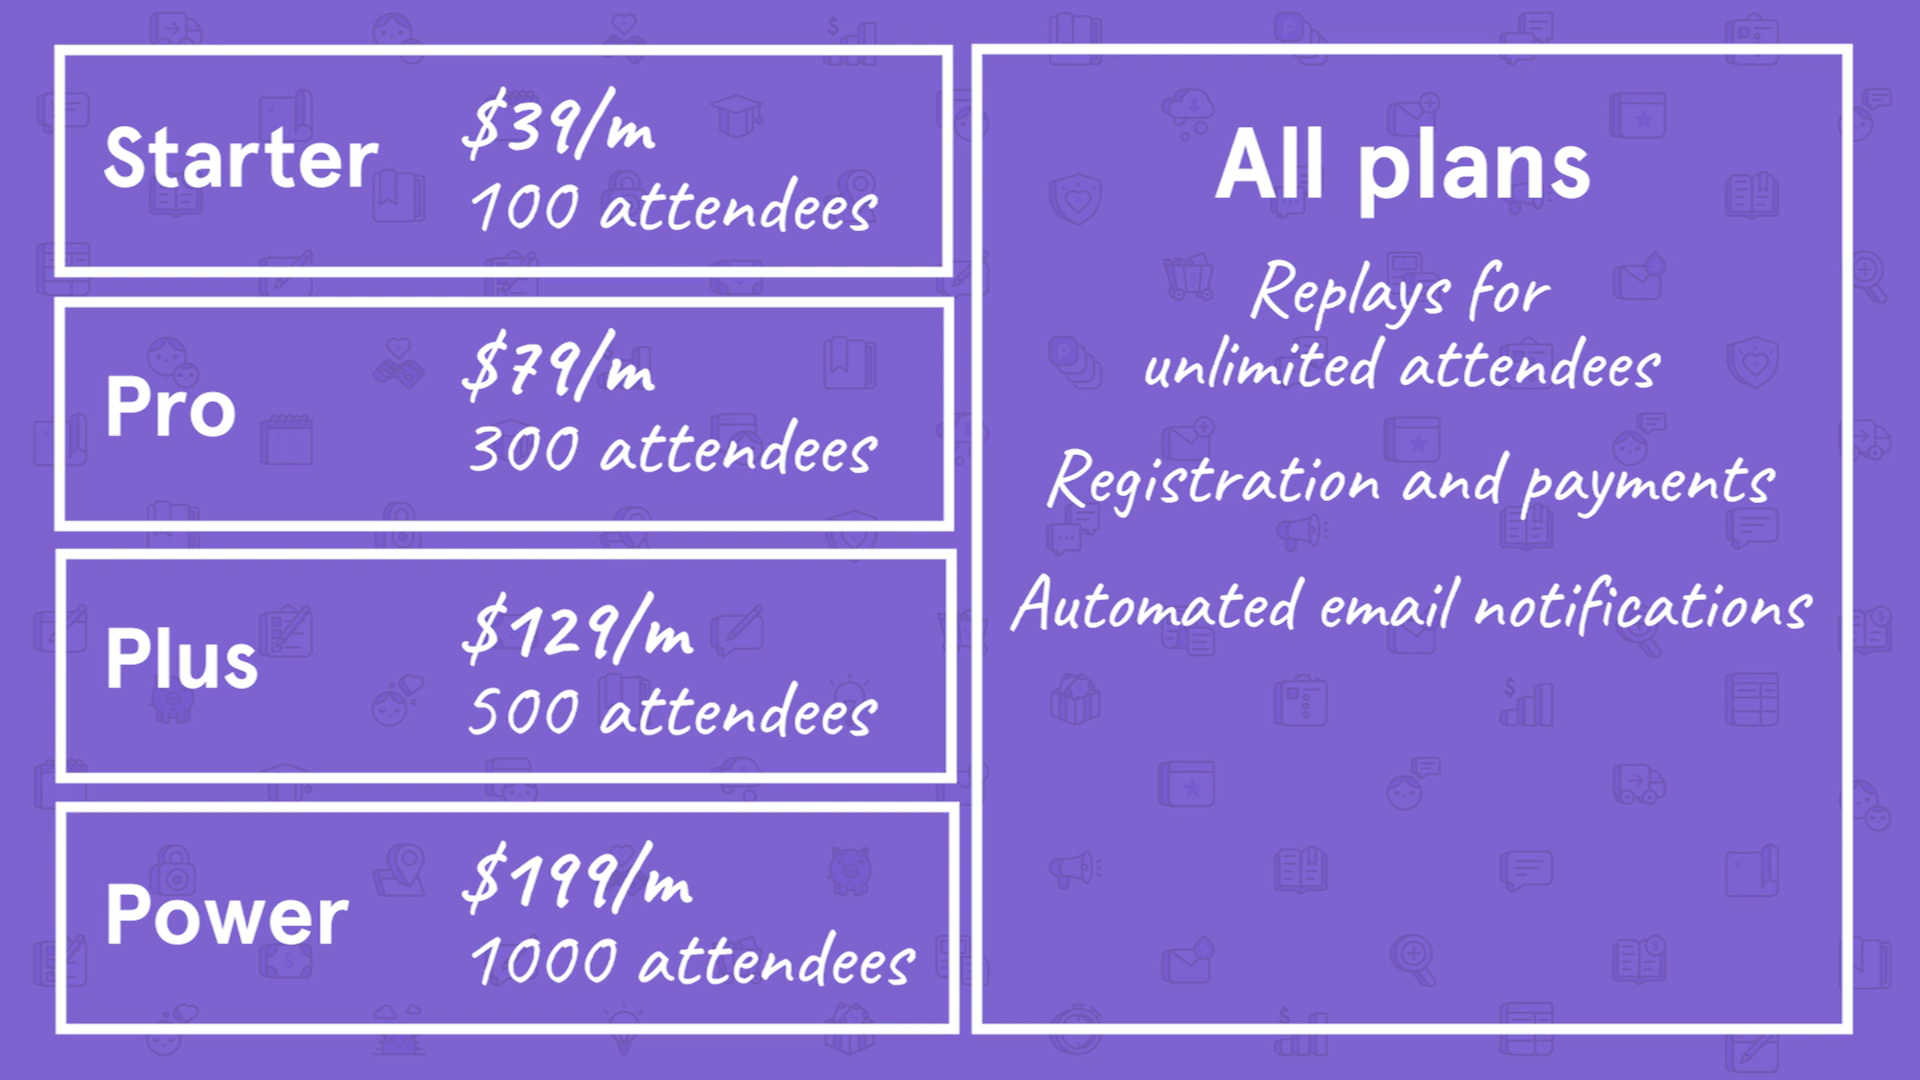 Starter
$39/m
100 attendees
Pro
$79/m
300 attendees
Plus
$129/m
500 attendees
Power
$199/m
1000 attendees
All plans
Replays for
unlimited attendees
Registration and payments
Automated email notifications